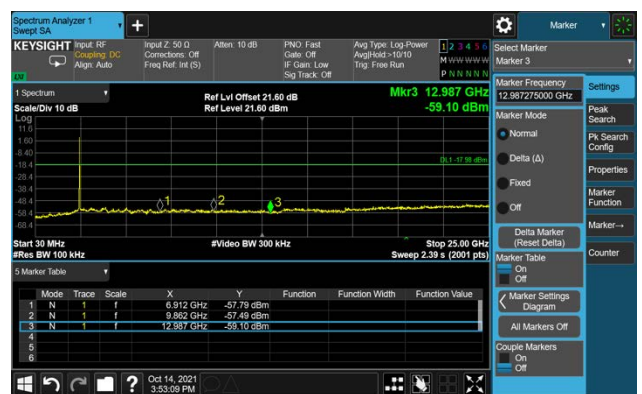 Spectrum Analyzer 1
Swept SA
Marker
KEYSIGHT
Input: RF
Coupling: DC
Align: Auto
Input Z: 50 Ω
Corrections: Off
Freq Ref: Int (S)
Atten: 10 dB
PNO: Fast
Gate: Off
IF Gain: Low
Sig Track: Off
Avg Type: Log-Power
Avg|Hold:>10/10
Trig: Free Run
1 2 3 4 5 6
M W W W W W
P N N N N N
LXI
Select Marker
Marker 3
1 Spectrum
Scale/Div 10 dB
Ref Lvl Offset 21.60 dB
Ref Level 21.60 dBm
Mkr3 12.987 GHz
-59.10 dBm
Log
11.6
1.60
-8.40
-18.4
-28.4
-38.4
-48.4
-58.4
-68.4
DL1 -17.98 dBm
1
2
3
Start 30 MHz
#Res BW 100 kHz
#Video BW 300 kHz
Stop 25.00 GHz
Sweep 2.39 s (2001 pts)
5 Marker Table
Mode Trace Scale X Y Function Function Width Function Value
1 N 1 f 6.912 GHz -57.79 dBm
2 N 1 f 9.862 GHz -57.49 dBm
3 N 1 f 12.987 GHz -59.10 dBm
4
5
6
Marker Frequency
12.987275000 GHz
Marker Mode
Normal
Delta (Δ)
Fixed
Off
Delta Marker
(Reset Delta)
Marker Table
On
Off
Marker Settings
Diagram
All Markers Off
Couple Markers
On
Off
Settings
Peak
Search
Pk Search
Config
Properties
Marker
Function
Marker→
Counter
?
Oct 14, 2021
3:53:09 PM